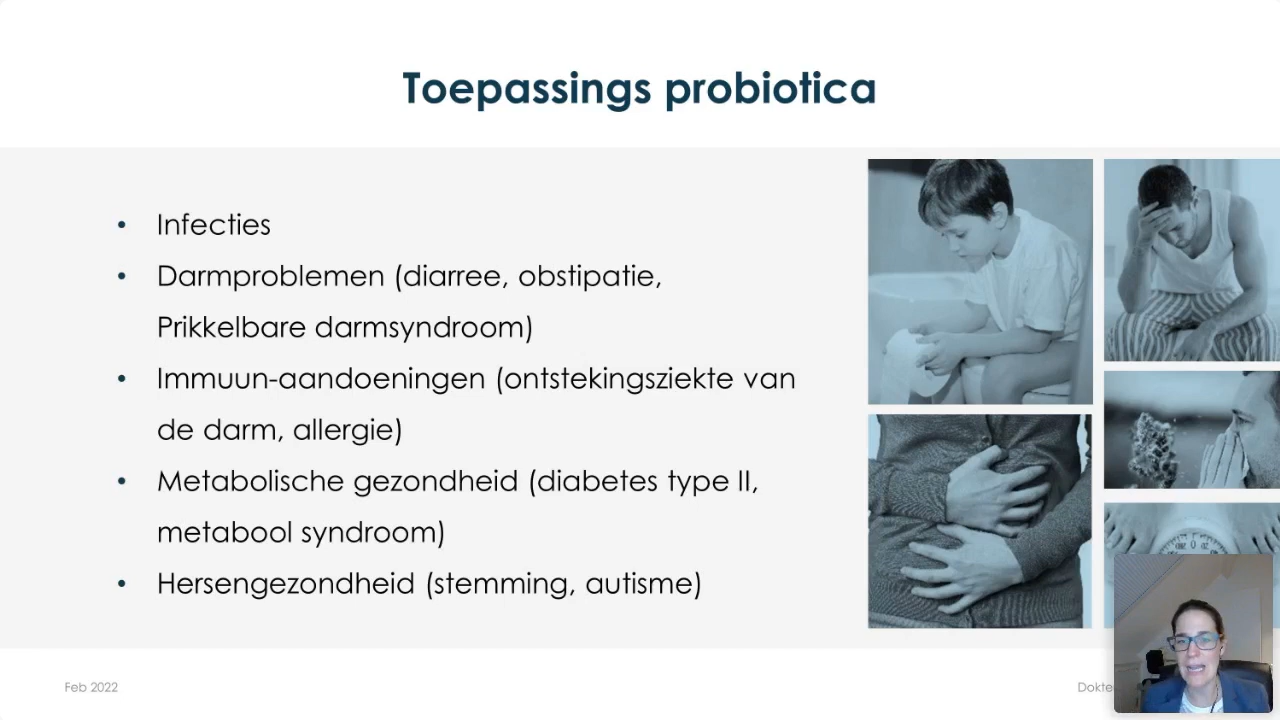 Toepassings probiotica
• Infecties
• Darmproblemen (diarree, obstipatie,
Prikkelbare darmsyndroom)
• Immuun-aandoeningen (ontstekingsziekte van
de darm, allergie)
• Metabolische gezondheid (diabetes type II,
metabool syndroom)
• Hersengezondheid (stemming, autisme)
Feb 2022